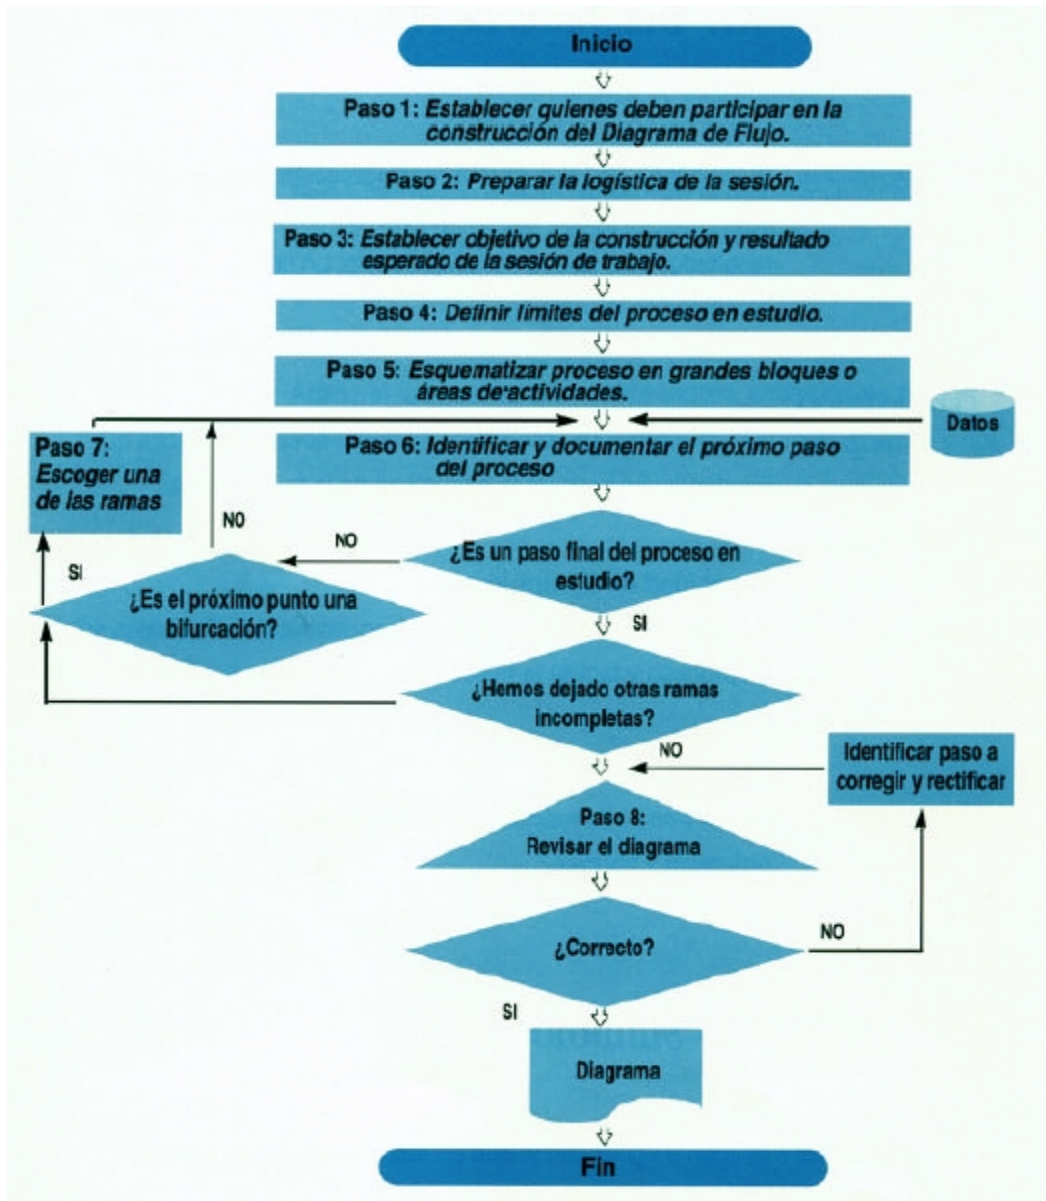 Inicio
Paso 1: Establecer quienes deben participar en la
construcción del Diagrama de Flujo.
Paso 2: Preparar la logística de la sesión.
Paso 3: Establecer objetivo de la construcción y resultado
esperado de la sesión de trabajo.
Paso 4: Definir límites del proceso en estudio.
Paso 5: Esquematizar proceso en grandes bloques o
áreas de actividades.
Datos
Paso 6: Identificar y documentar el próximo paso
del proceso
Paso 7:
Escoger una
de las ramas
NO
NO
¿Es un paso final del proceso en
estudio?
SI
¿Es el próximo punto una
bifurcación?
SI
¿Hemos dejado otras ramas
incompletas?
NO
Identificar paso a
corregir y rectificar
Paso 8:
Revisar el diagrama
¿Correcto?
NO
SI
Diagrama
Fin